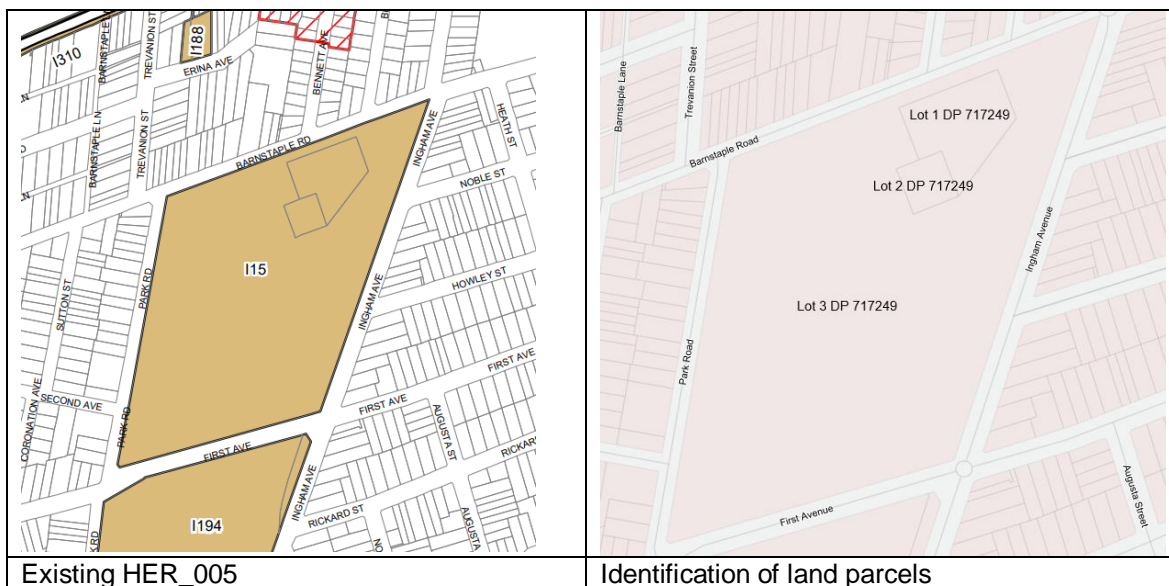 I310
BARNSTAPLE LN
TREVANION ST
I188
ERINA AVE
BENNETT AVE
BARNSTAPLE LN
TREVANION ST
BARNSTAPLE RD
INGHAM AVE
HEATH ST
NOBLE ST
I15
PARK RD
SUTTON ST
HOWLEY ST
INGHAM AVE
FIRST AVE
SECOND AVE
CORONATION AVE
PARK RD
FIRST AVE
FIRST AVE
AUGUSTA ST
INGHAM AVE
I194
RICKARD ST
AUGUSTA
Existing HER_005
Barnstaple Lane
Trevanion Street
Lot 1 DP 717249
Barnstaple Road
Lot 2 DP 717249
Ingham Avenue
Lot 3 DP 717249
Park Road
First Avenue
Augusta Street
Identification of land parcels